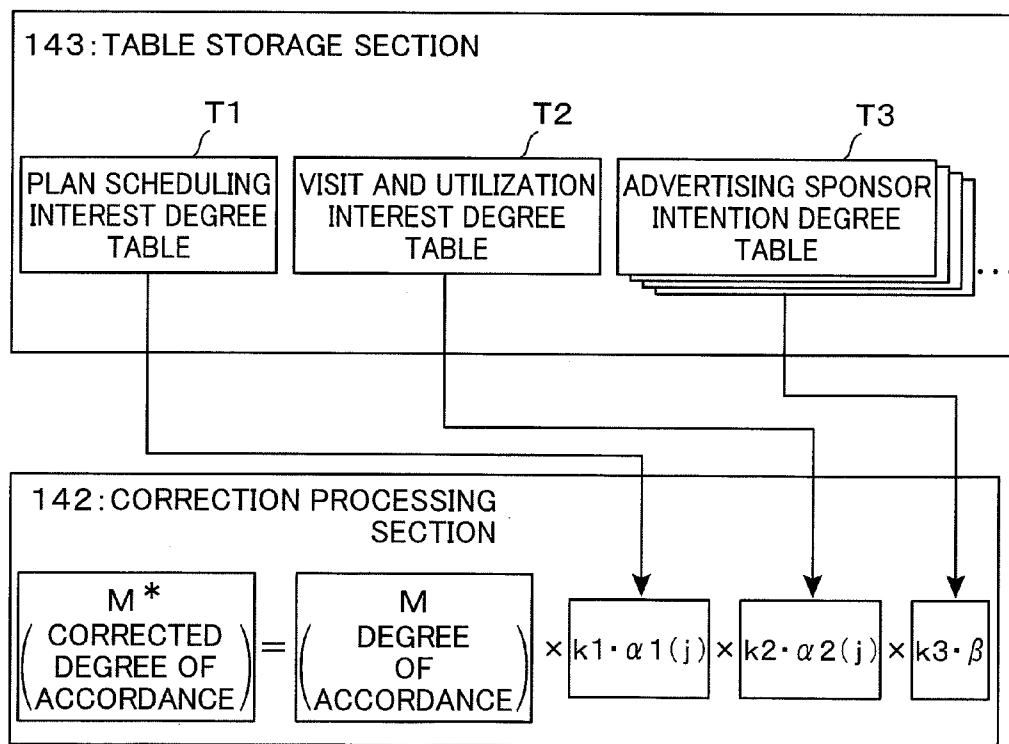 143:TABLE STORAGE SECTION
T1
T2
T3
PLAN SCHEDULING
INTEREST DEGREE
TABLE
VISIT AND UTILIZATION
INTEREST DEGREE
TABLE
ADVERTISING SPONSOR
INTENTION DEGREE
TABLE
...
142:CORRECTION PROCESSING
SECTION
M*
(CORRECTED
DEGREE OF
ACCORDANCE)
=
M
(DEGREE
OF
ACCORDANCE)
× k1・α1(j) × k2・α2(j) × k3・β